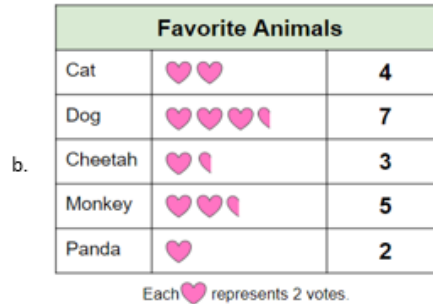 Favorite Animals
Cat 4
Dog 7
b.
Cheetah 3
Monkey 5
Panda 2
Each represents 2 votes.